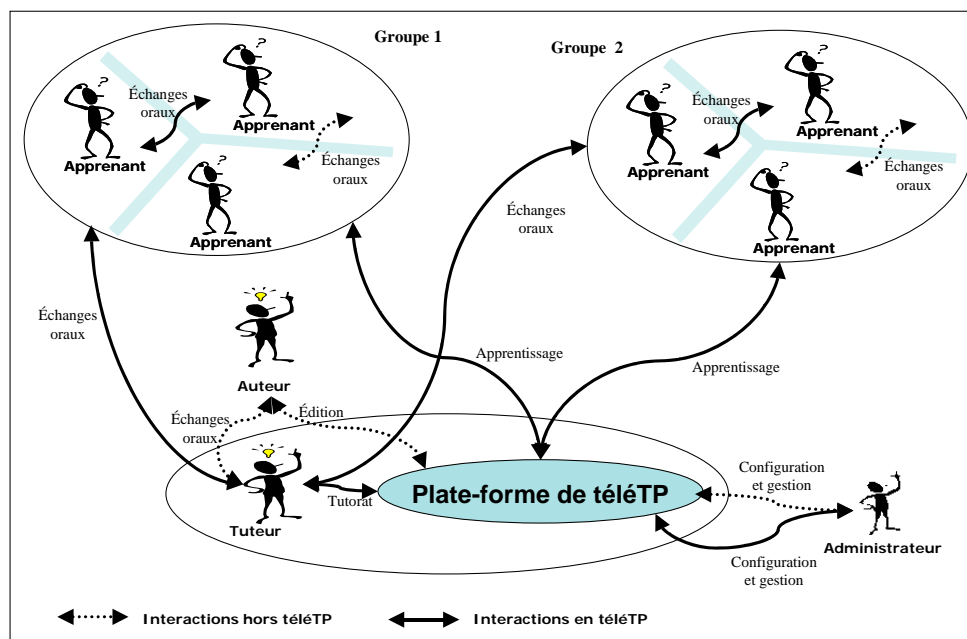 Groupe 1
Groupe 2
Échanges
oraux
Apprenant
Apprenant
Échanges
oraux
Apprenant
Échanges
oraux
Apprenant
Apprenant
Échanges
oraux
Apprenant
Échanges
oraux
Échanges
oraux
Auteur
Apprentissage
Apprentissage
Échanges
oraux
Édition
Tuteur
Tutorat
Plate-forme de téléTP
Configuration
et gestion
Administrateur
Configuration
et gestion
Interactions hors téléTP
Interactions en téléTP